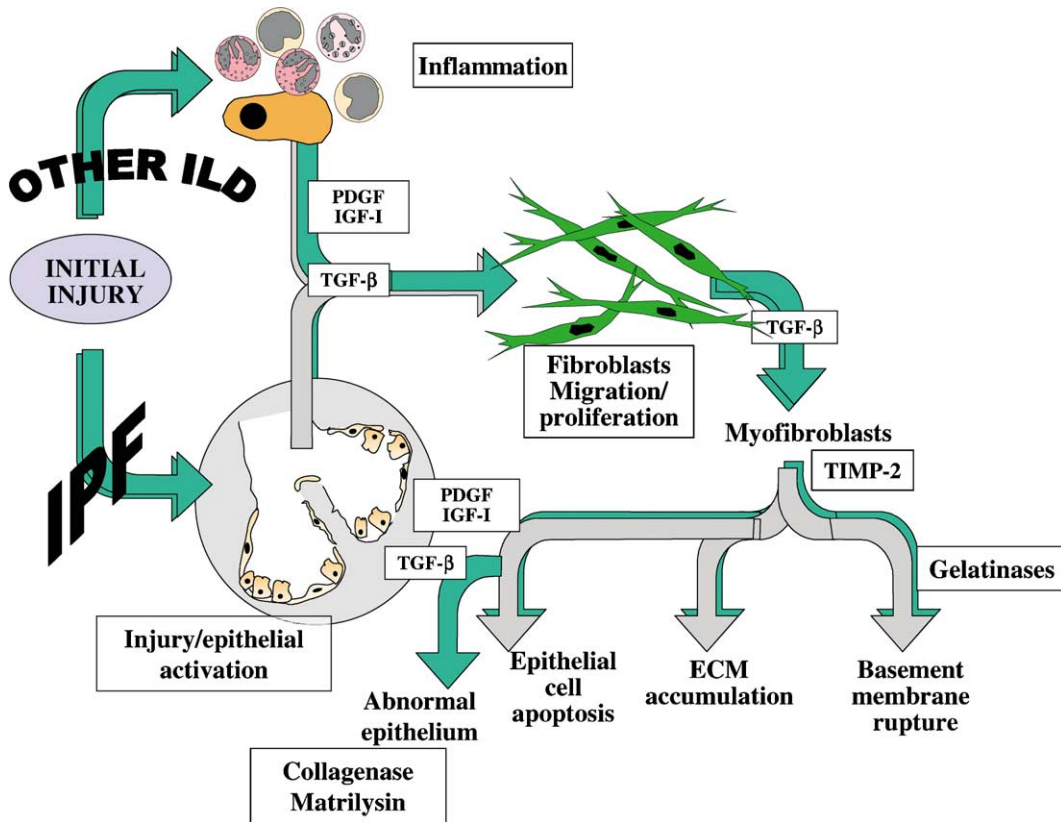 Inflammation
OTHER ILD
PDGF
IGF-I
INITIAL
INJURY
TGF-β
TGF-β
Fibroblasts
Migration/
proliferation
Myofibroblasts
IPF
TIMP-2
PDGF
IGF-I
TGF-β
Gelatinases
Injury/epithelial
activation
Epithelial
cell
apoptosis
ECM
accumulation
Basement
membrane
rupture
Abnormal
epithelium
Collagenase
Matrilysin